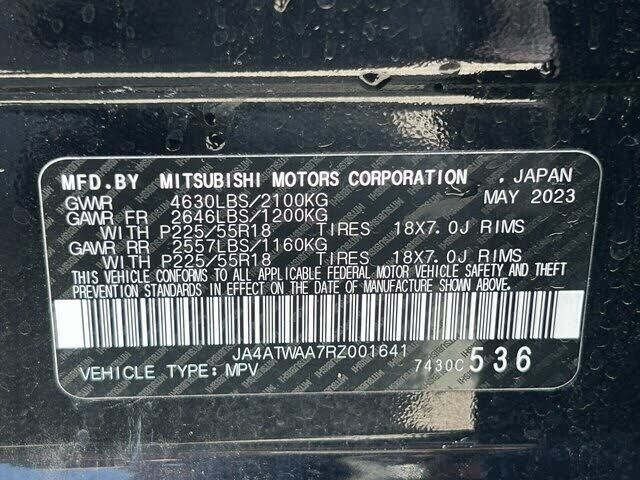 MFD.BY MITSUBISHI MOTORS CORPORATION , JAPAN
GVWR 4630LBS/2100KG MAY 2023
GAWR FR 2646LBS/1200KG
WITH P225/55R18 TIRES 18X7.0J RIMS
GAWR RR 2557LBS/1160KG
WITH P225/55R18 TIRES 18X7.0J RIMS
THIS VEHICLE CONFORMS TO ALL APPLICABLE FEDERAL MOTOR VEHICLE SAFETY AND THEFT
PREVENTION STANDARDS IN EFFECT ON THE DATE OF MANUFACTURE SHOWN ABOVE.
JA4ATWAA7RZ001641
VEHICLE TYPE:MPV 7430C 536